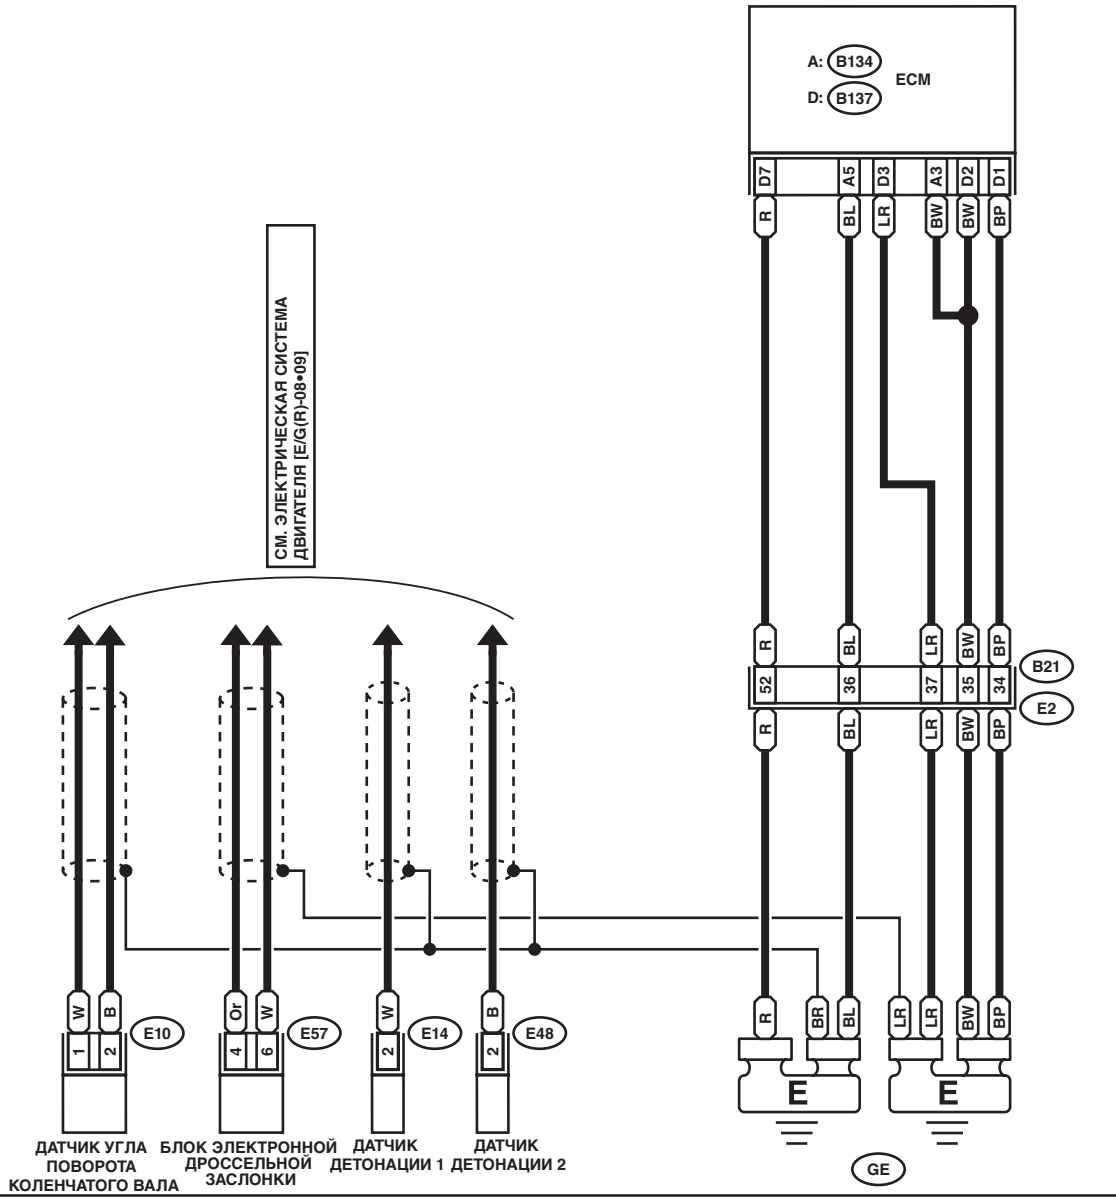 A: B134
ECM
D: B137
D7 A5 D3 A3 D2 D1
R BL LR BW BW BP
СМ. ЭЛЕКТРИЧЕСКАЯ СИСТЕМА
ДВИГАТЕЛЯ [E/G(R)-08•09]
R BL LR BW BP
B21
52 36 37 35 34
E2
R BL LR BW BP
W B Or W W B
R BR BL LR LR BW BP
1 2 E10 4 6 E57 2 E14 2 E48
E E
ДАТЧИК УГЛА
ПОВОРОТА
КОЛЕНЧАТОГО ВАЛА
БЛОК ЭЛЕКТРОННОЙ
ДРОССЕЛЬНОЙ
ЗАСЛОНКИ
ДАТЧИК
ДЕТОНАЦИИ 1
ДАТЧИК
ДЕТОНАЦИИ 2
GE